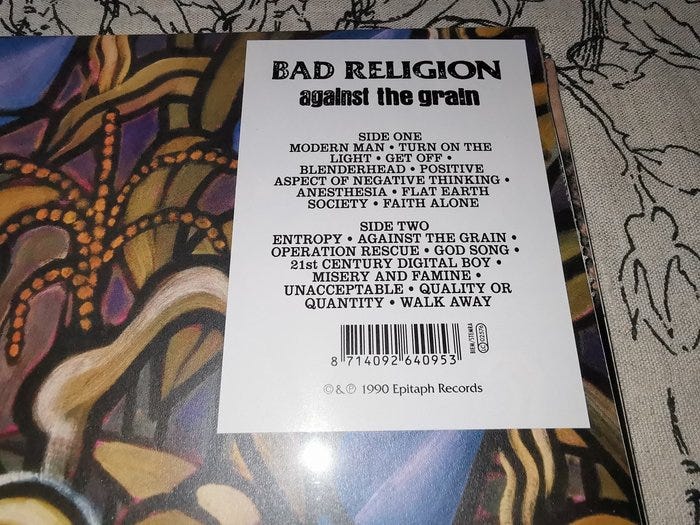 BAD RELIGION
against the grain
SIDE ONE
MODERN MAN • TURN ON THE
LIGHT • GET OFF •
BLENDERHEAD • POSITIVE
ASPECT OF NEGATIVE THINKING •
ANESTHESIA • FLAT EARTH
SOCIETY • FAITH ALONE
SIDE TWO
ENTROPY • AGAINST THE GRAIN •
OPERATION RESCUE • GOD SONG •
21st CENTURY DIGITAL BOY •
MISERY AND FAMINE •
UNACCEPTABLE • QUALITY OR
QUANTITY • WALK AWAY
8 714092 640953
BIEM/STEMRA
©&℗ 1990 Epitaph Records